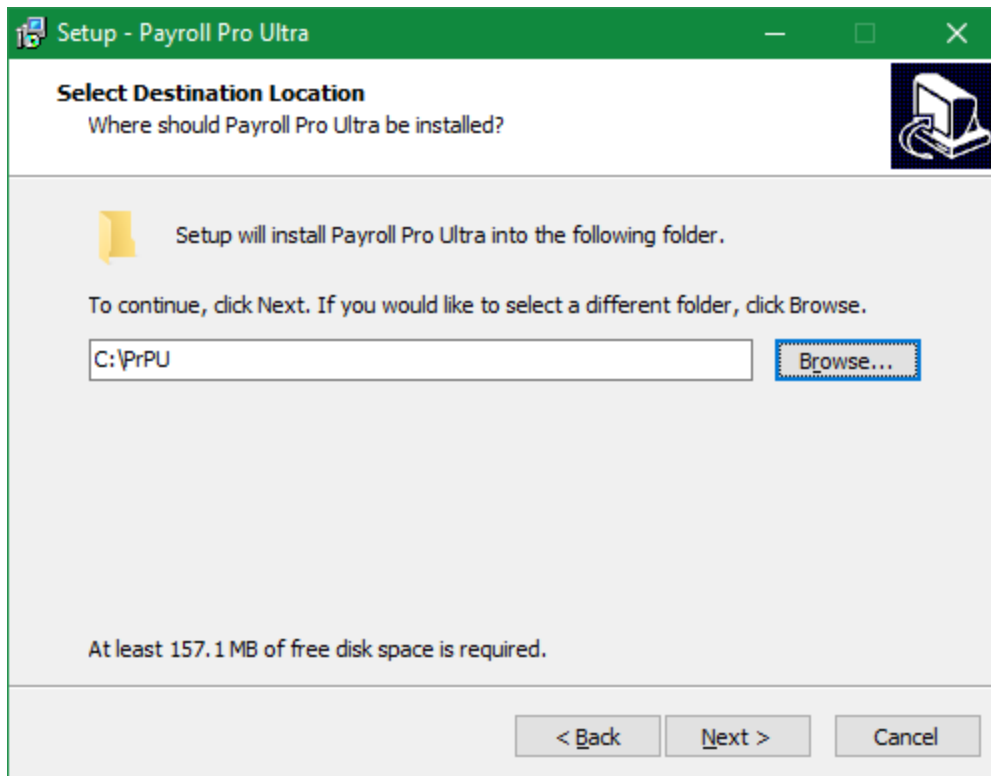 Setup - Payroll Pro Ultra
Select Destination Location
Where should Payroll Pro Ultra be installed?
Setup will install Payroll Pro Ultra into the following folder.
To continue, click Next. If you would like to select a different folder, click Browse.
C:\PrPU
Browse...
At least 157.1 MB of free disk space is required.
< Back
Next >
Cancel